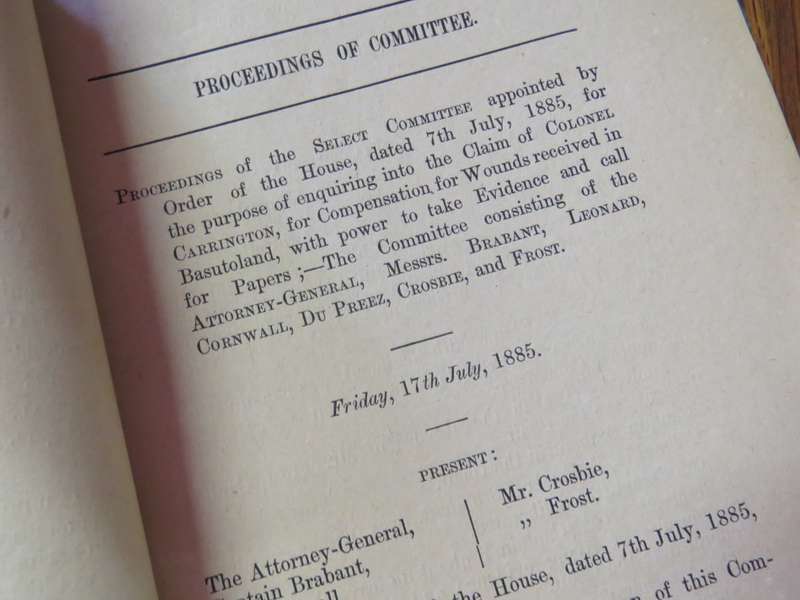 PROCEEDINGS OF COMMITTEE.
PROCEEDINGS of the SELECT COMMITTEE appointed by
Order of the House, dated 7th July, 1885, for
the purpose of enquiring into the Claim of COLONEL
CARRINGTON, for Compensation for Wounds received in
Basutoland, with power to take Evidence and call
for Papers ;—The Committee consisting of the
ATTORNEY-GENERAL, Messrs. BRABANT, LEONARD,
CORNWALL, DU PREEZ, CROSBIE, and FROST.
Friday, 17th July, 1885.
PRESENT:
The Attorney-General,
Brabant,
Mr. Crosbie,
„ Frost.
the House, dated 7th July, 1885,
of this Com-